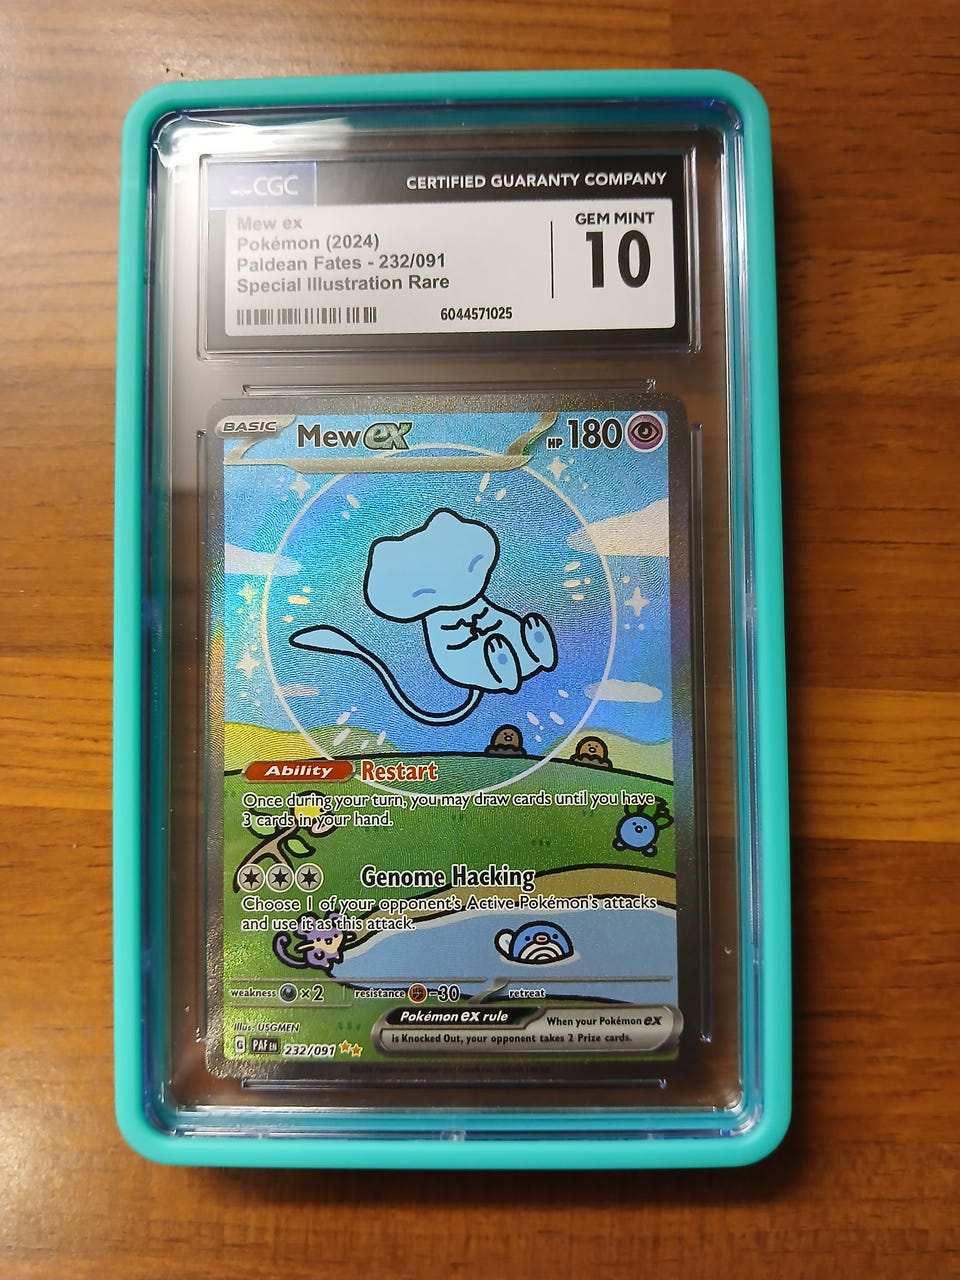 CGC CERTIFIED GUARANTY COMPANY
Mew ex
Pokémon (2024)
Paldean Fates - 232/091
Special Illustration Rare
GEM MINT
10
6044571025
BASIC Mew ex HP 180
Ability Restart
Once during your turn, you may draw cards until you have
3 cards in your hand.
Genome Hacking
Choose 1 of your opponent's Active Pokémon's attacks
and use it as this attack.
weakness ×2 resistance -30 retreat
Illus. USGMEN
Pokémon ex rule When your Pokémon ex
is Knocked Out, your opponent takes 2 Prize cards.
G PAF EN 232/091